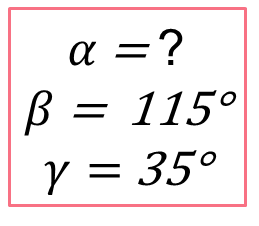 α = ?
β = 115°
γ = 35°